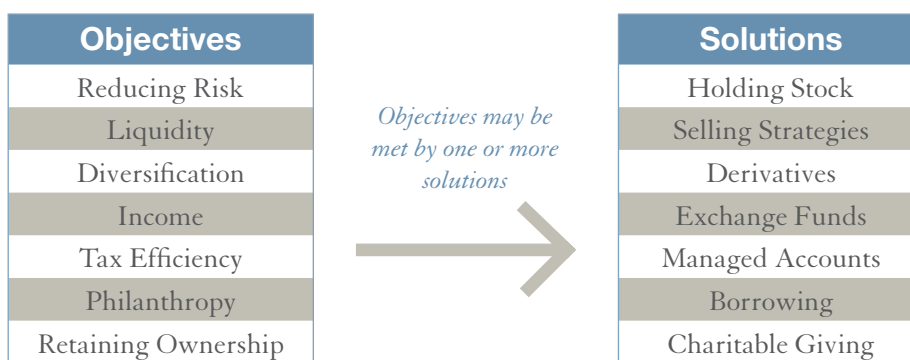 Objectives
Reducing Risk
Liquidity
Diversification
Income
Tax Efficiency
Philanthropy
Retaining Ownership
Objectives may be
met by one or more
solutions
Solutions
Holding Stock
Selling Strategies
Derivatives
Exchange Funds
Managed Accounts
Borrowing
Charitable Giving